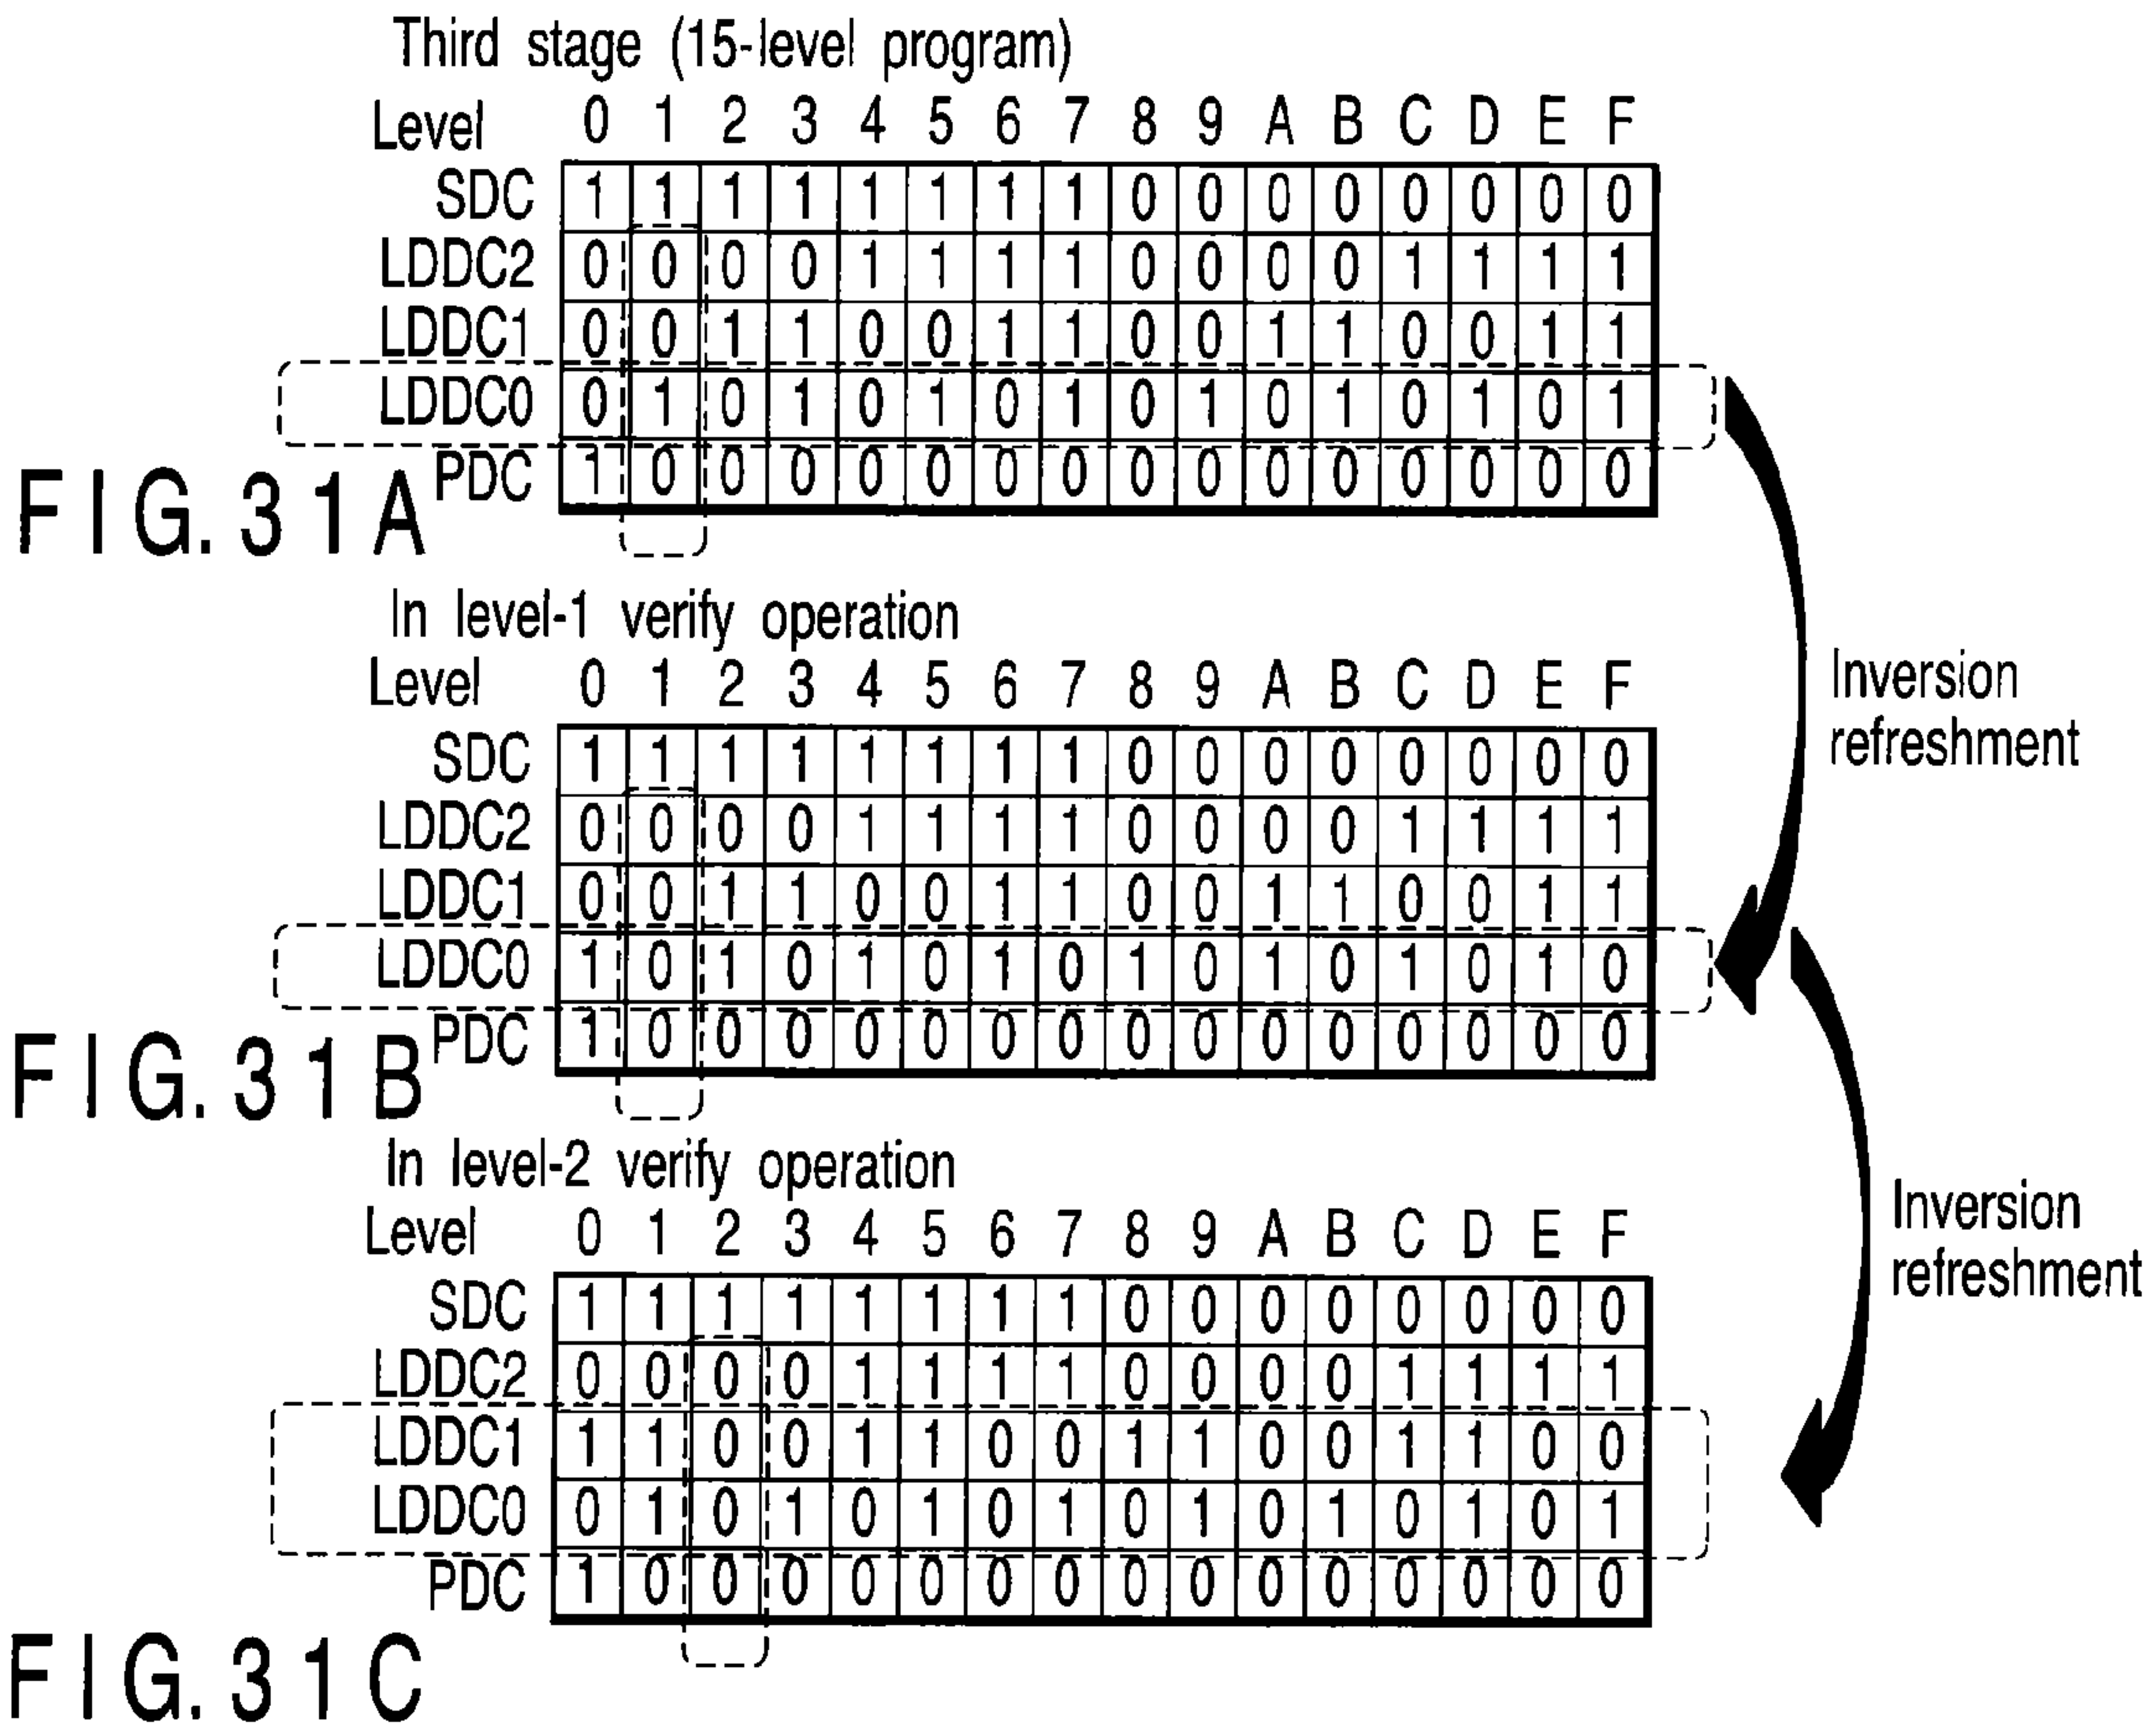 Third stage (15-level program)
Level 0 1 2 3 4 5 6 7 8 9 A B C D E F
SDC 1 1 1 1 1 1 1 1 0 0 0 0 0 0 0 0
LDDC2 0 0 0 0 1 1 1 1 0 0 0 0 1 1 1 1
LDDC1 0 0 1 1 0 0 1 1 0 0 1 1 0 0 1 1
LDDC0 0 1 0 1 0 1 0 1 0 1 0 1 0 1 0 1
PDC 1 0 0 0 0 0 0 0 0 0 0 0 0 0 0 0
FIG. 31A
In level-1 verify operation
Level 0 1 2 3 4 5 6 7 8 9 A B C D E F
SDC 1 1 1 1 1 1 1 1 0 0 0 0 0 0 0 0
LDDC2 0 0 0 0 1 1 1 1 0 0 0 0 1 1 1 1
LDDC1 0 0 1 1 0 0 1 1 0 0 1 1 0 0 1 1
LDDC0 1 0 1 0 1 0 1 0 1 0 1 0 1 0 1 0
PDC 1 0 0 0 0 0 0 0 0 0 0 0 0 0 0 0
FIG. 31B
Inversion
refreshment
In level-2 verify operation
Level 0 1 2 3 4 5 6 7 8 9 A B C D E F
SDC 1 1 1 1 1 1 1 1 0 0 0 0 0 0 0 0
LDDC2 0 0 0 0 1 1 1 1 0 0 0 0 1 1 1 1
LDDC1 1 1 0 0 1 1 0 0 1 1 0 0 1 1 0 0
LDDC0 0 1 0 1 0 1 0 1 0 1 0 1 0 1 0 1
PDC 1 0 0 0 0 0 0 0 0 0 0 0 0 0 0 0
FIG. 31C
Inversion
refreshment